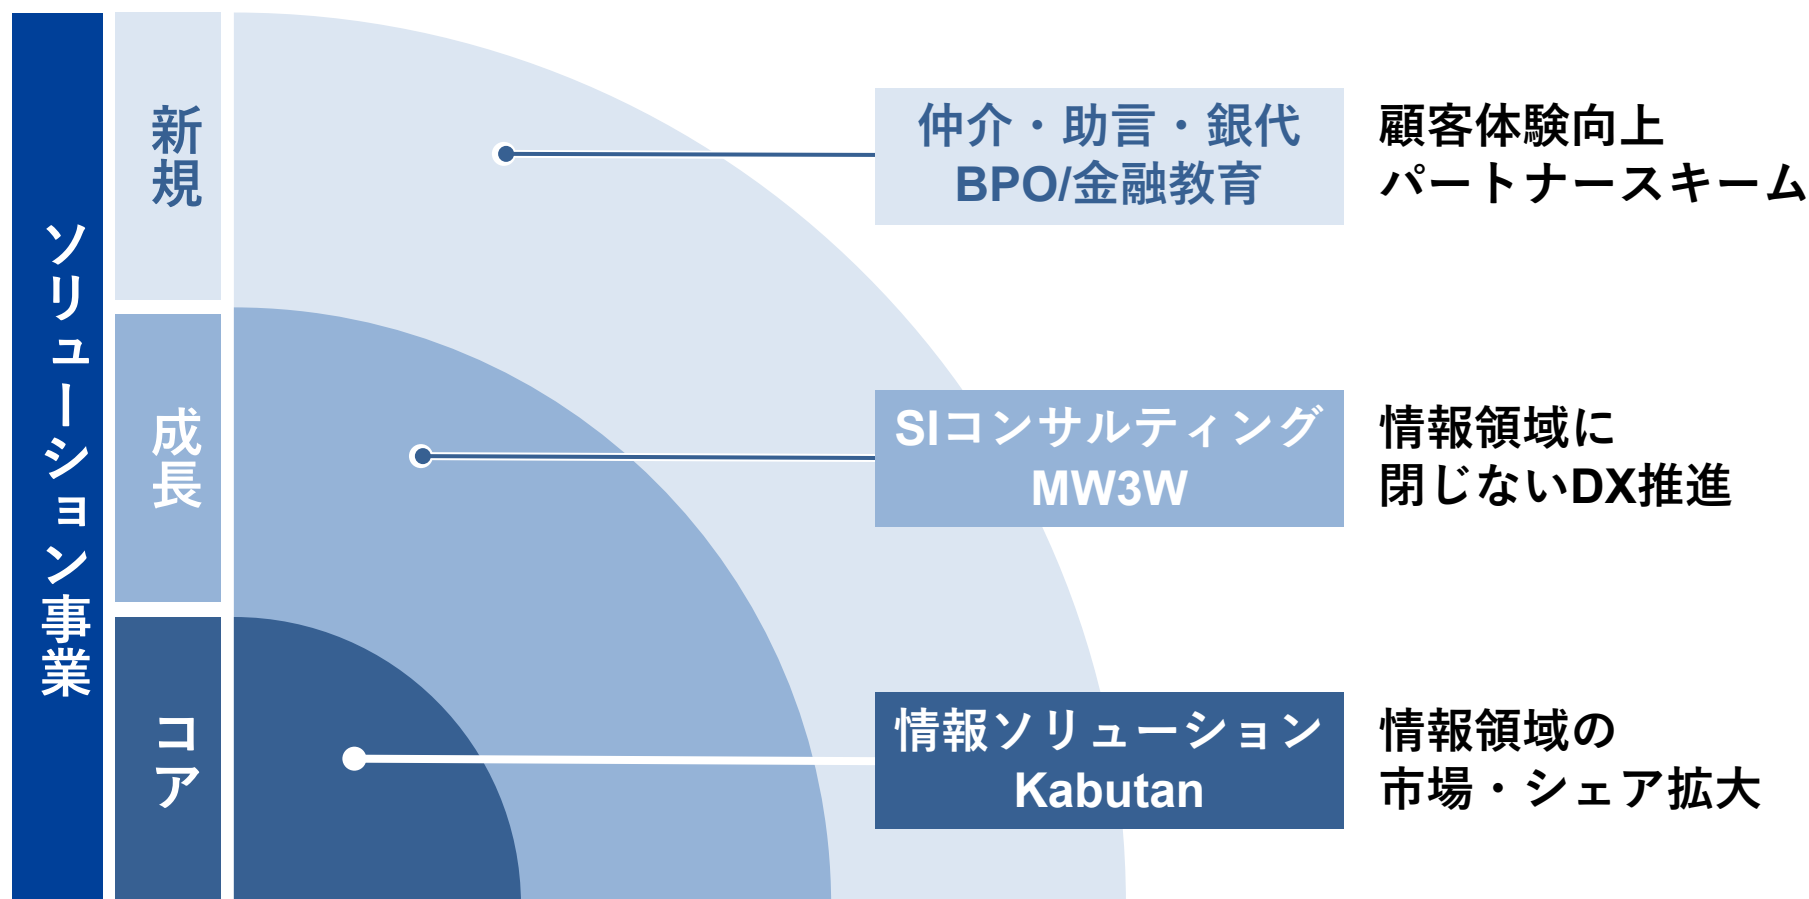 ソリューション事業
新規
仲介・助言・銀代
BPO/金融教育
顧客体験向上
パートナースキーム
成長
SIコンサルティング
MW3W
情報領域に
閉じないDX推進
コア
情報ソリューション
Kabutan
情報領域の
市場・シェア拡大